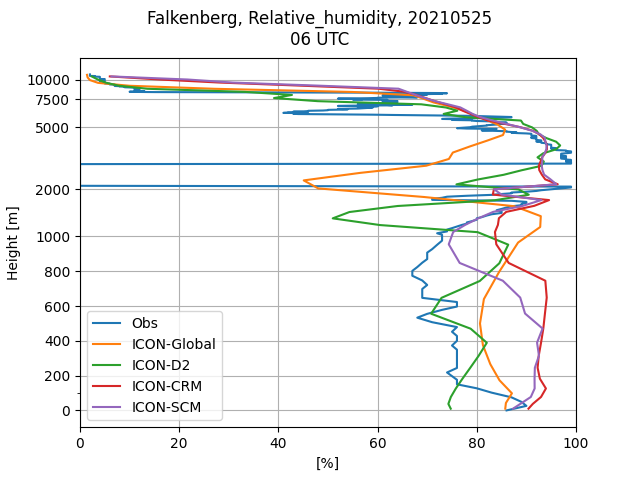 Falkenberg, Relative_humidity, 20210525
06 UTC
Height [m]
10000
7500
5000
2000
1000
800
600
400
200
0
Obs
ICON-Global
ICON-D2
ICON-CRM
ICON-SCM
0 20 40 60 80 100
[%]